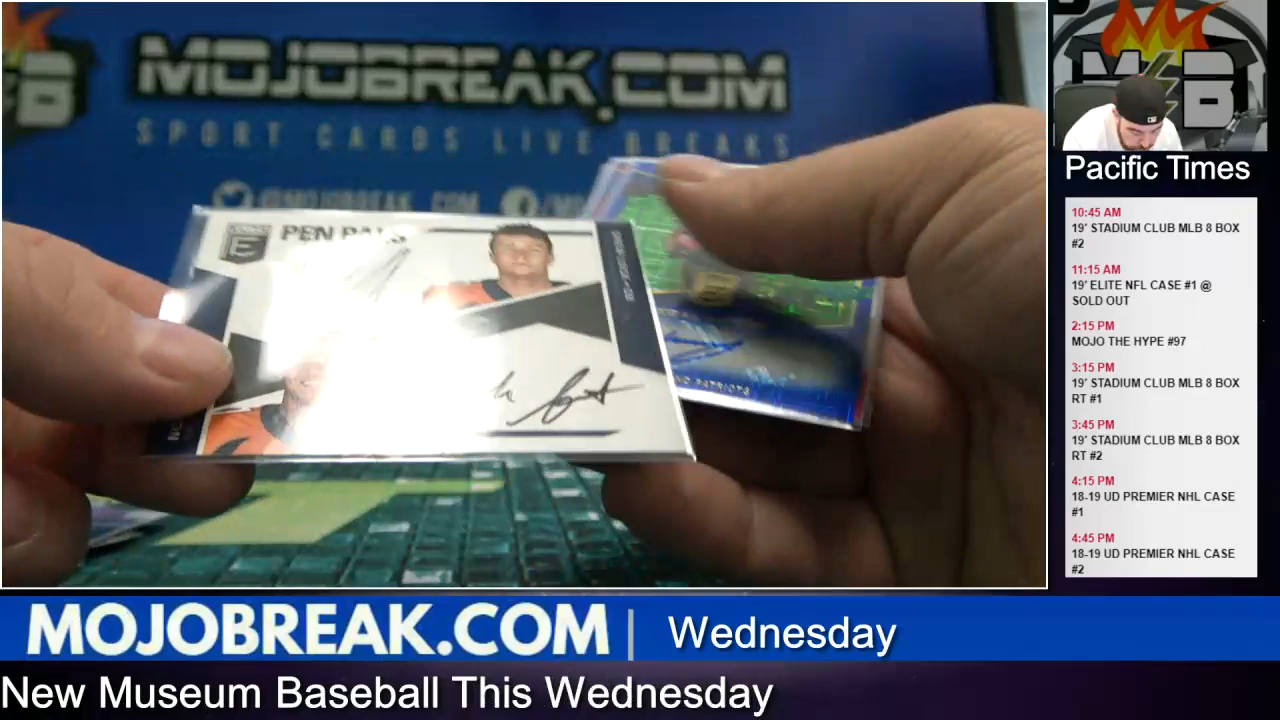 MOJOBREAK.COM
SPORT CARDS LIVE BREAKS
@MOJOBREAK_COM
PEN PALS
PATRIOTS
Pacific Times
10:45 AM
19' STADIUM CLUB MLB 8 BOX
#2
11:15 AM
19' ELITE NFL CASE #1 @
SOLD OUT
2:15 PM
MOJO THE HYPE #97
3:15 PM
19' STADIUM CLUB MLB 8 BOX
RT #1
3:45 PM
19' STADIUM CLUB MLB 8 BOX
RT #2
4:15 PM
18-19 UD PREMIER NHL CASE
#1
4:45 PM
18-19 UD PREMIER NHL CASE
#2
MOJOBREAK.COM | Wednesday
New Museum Baseball This Wednesday